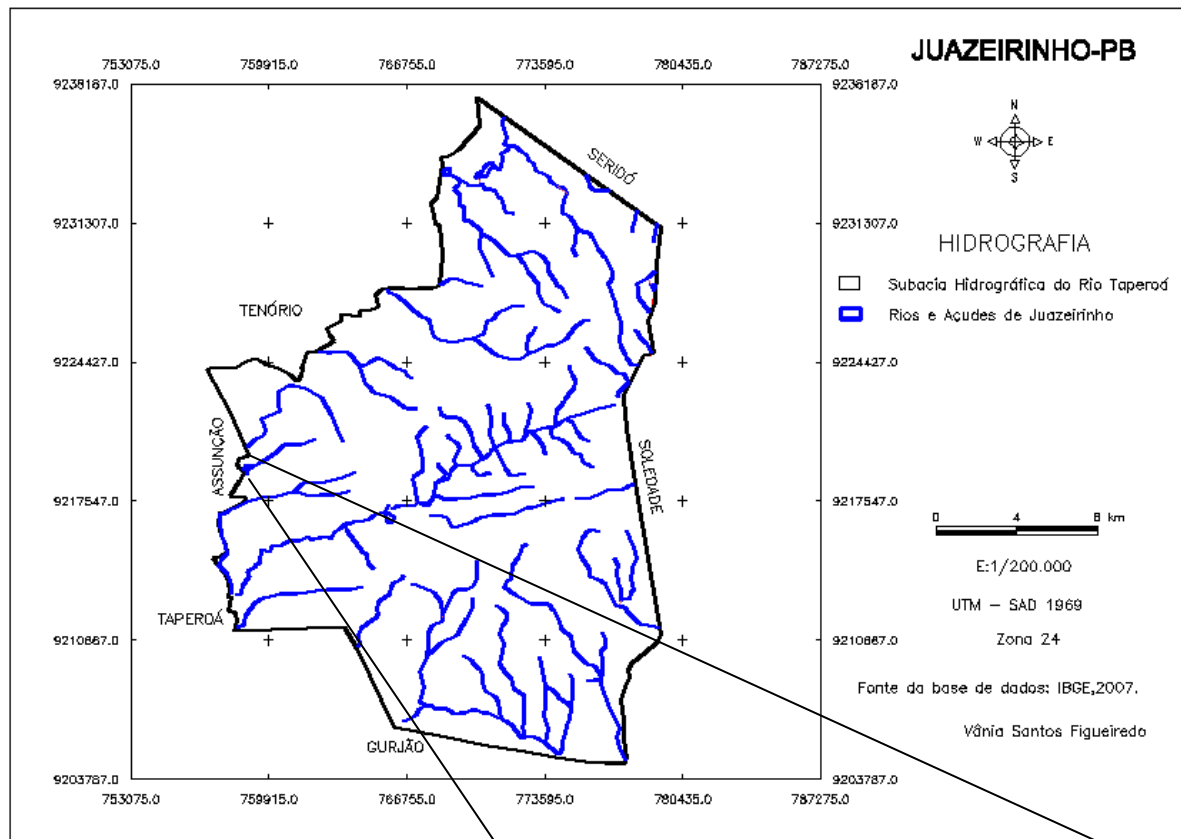 JUAZEIRINHO-PB
753075.0 759915.0 766755.0 773595.0 780435.0 787275.0
9238187.0 9238187.0
N
W E
S
SERIDÓ
9231307.0 9231307.0
HIDROGRAFIA
Subacia Hidrográfica do Rio Taperoá
TENÓRIO
Rios e Açudes de Juazeirinho
9224427.0 9224427.0
ASSUNÇÃO
SOLEDADE
9217547.0 9217547.0
0 4 8 km
E:1/200.000
UTM – SAD 1969
TAPEROÁ
Zona 24
9210667.0 9210667.0
Fonte da base de dados: IBGE,2007.
Vânia Santos Figueiredo
GURJÃO
9203787.0 9203787.0
753075.0 759915.0 766755.0 773595.0 780435.0 787275.0